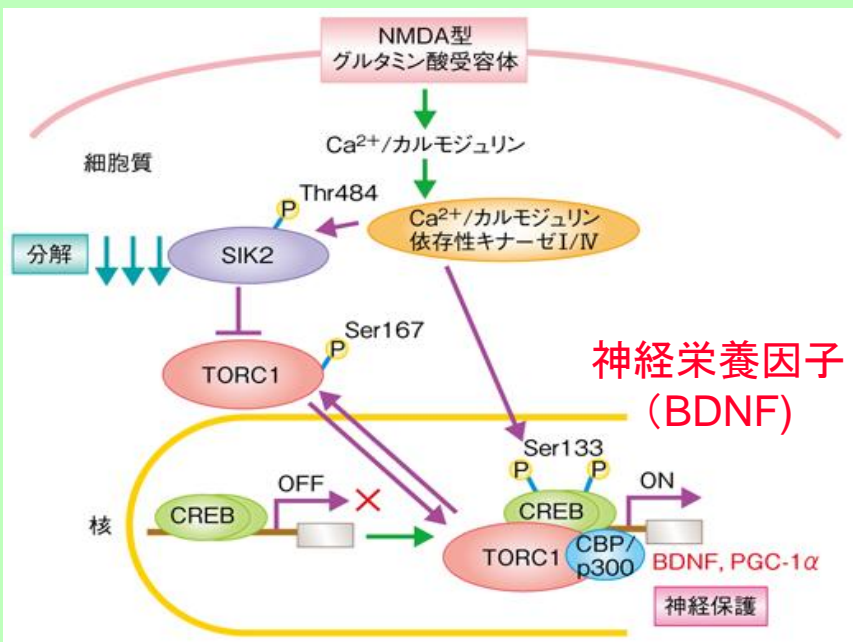 NMDA型
グルタミン酸受容体
Ca²⁺/カルモジュリン
細胞質
Thr484
P
Ca²⁺/カルモジュリン
依存性キナーゼⅠ/Ⅳ
分解
SIK2
Ser167
P
TORC1
神経栄養因子
(BDNF)
Ser133
P
P
OFF
ON
CREB
CREB
核
TORC1
CBP/
p300
BDNF, PGC-1α
神経保護